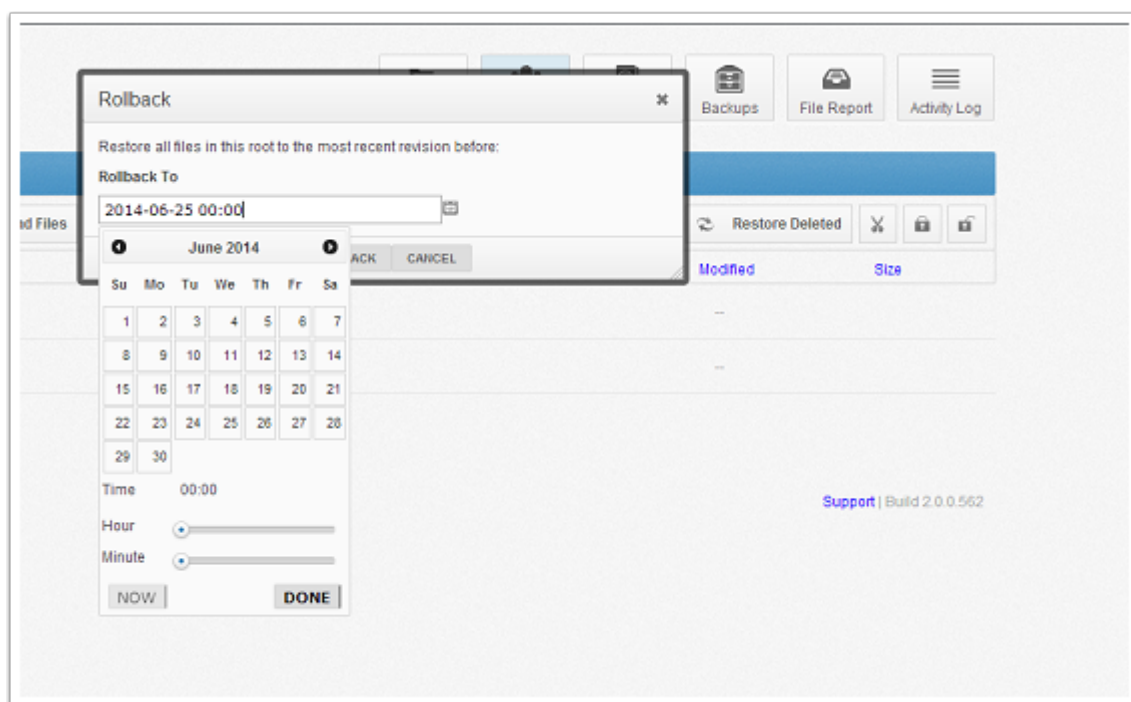 Backups File Report Activity Log
Rollback
Restore all files in this root to the most recent revision before:
Rollback To
2014-06-25 00:00
Files Restore Deleted
CANCEL
Modified Size
June 2014
Su Mo Tu We Th Fr Sa
1 2 3 4 5 6 7
8 9 10 11 12 13 14
15 16 17 18 19 20 21
22 23 24 25 26 27 28
29 30
Time 00:00
Hour
Minute
NOW DONE
-- 
--
Support | Build 2.0.0.562